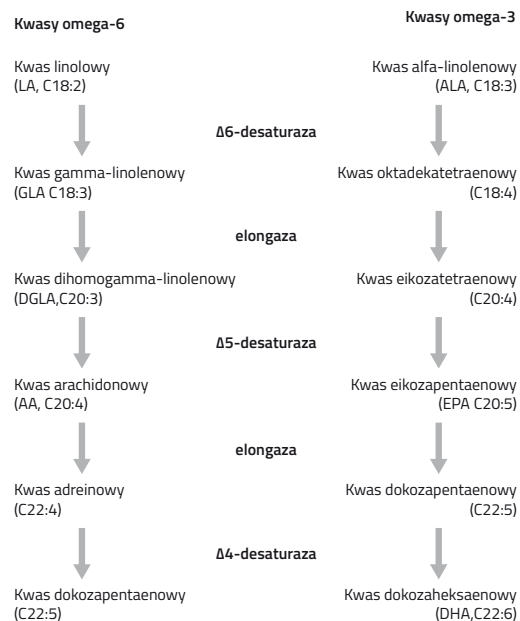 Kwasy omega-6
Kwasy omega-3
Kwas linolowy
(LA, C18:2)
Kwas alfa-linolenowy
(ALA, C18:3)
Δ6-desaturaza
Kwas gamma-linolenowy
(GLA C18:3)
Kwas oktadekatetraenowy
(C18:4)
elongaza
Kwas dihomogamma-linolenowy
(DGLA,C20:3)
Kwas eikozatetraenowy
(C20:4)
Δ5-desaturaza
Kwas arachidonowy
(AA, C20:4)
Kwas eikozapentaenowy
(EPA C20:5)
elongaza
Kwas adreinowy
(C22:4)
Kwas dokozapentaenowy
(C22:5)
Δ4-desaturaza
Kwas dokozapentaenowy
(C22:5)
Kwas dokozaheksaenowy
(DHA,C22:6)